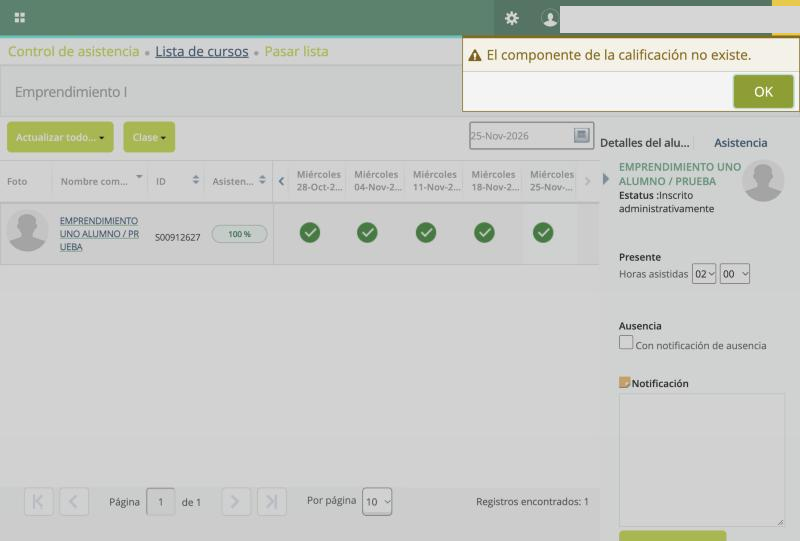 Control de asistencia • Lista de cursos • Pasar lista
El componente de la calificación no existe.
OK
Emprendimiento I
Actualizar todo...
Clase
25-Nov-2026
Detalles del alu...
Asistencia
Foto
Nombre com...
ID
Asisten...
Miércoles
28-Oct-2...
Miércoles
04-Nov-2...
Miércoles
11-Nov-2...
Miércoles
18-Nov-2...
Miércoles
25-Nov-...
EMPRENDIMIENTO
UNO ALUMNO / PR
UEBA
S00912627
100 %
EMPRENDIMIENTO UNO
ALUMNO / PRUEBA
Estatus :Inscrito
administrativamente
Presente
Horas asistidas 02 00
Ausencia
Con notificación de ausencia
Notificación
Página 1 de 1
Por página 10
Registros encontrados: 1